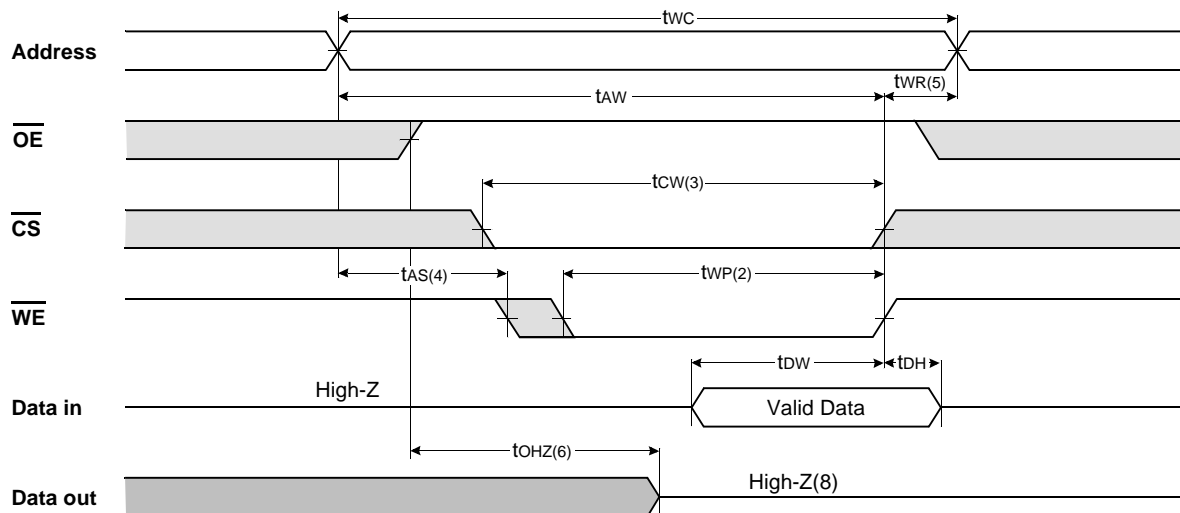 tWC
Address
tWR(5)
tAW
OE
tCW(3)
CS
tAS(4)
tWP(2)
WE
tDW
tDH
High-Z
Data in
Valid Data
tOHZ(6)
High-Z(8)
Data out